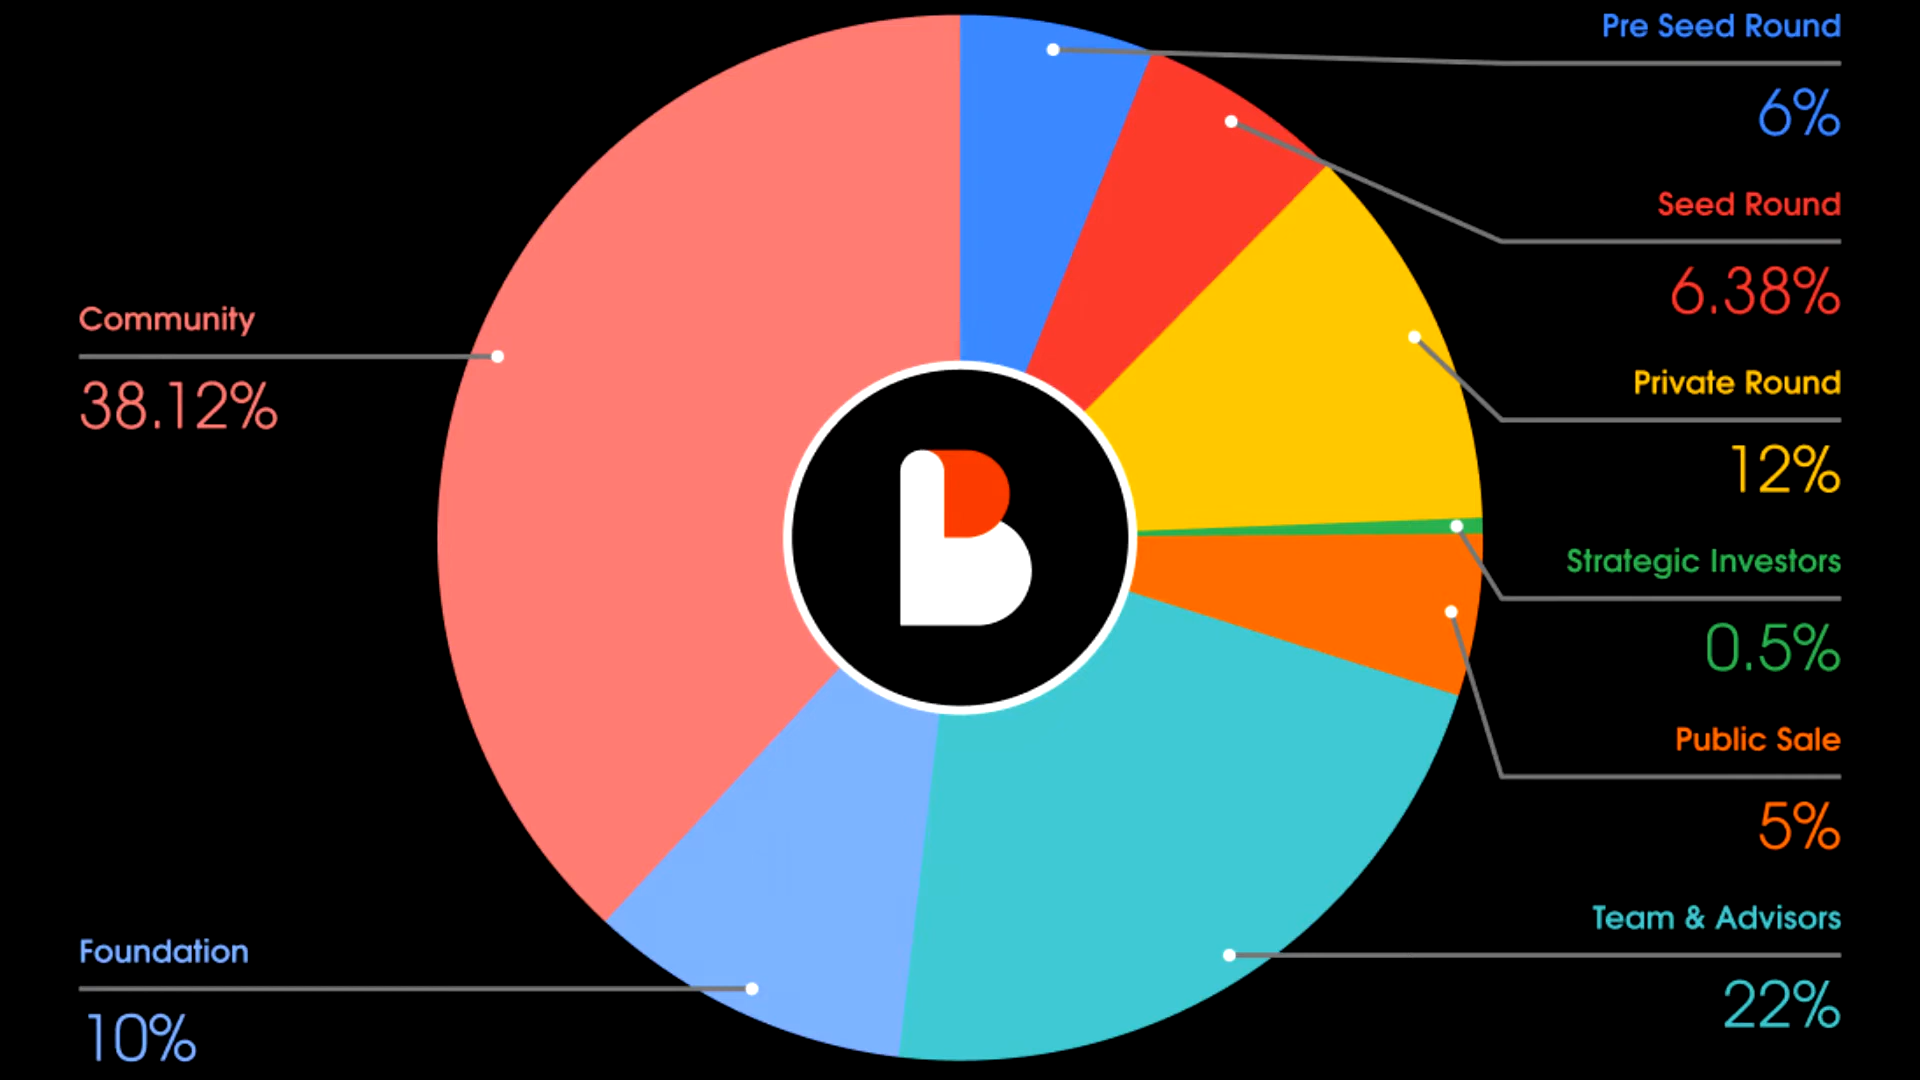 Pre Seed Round
6%
Seed Round
6.38%
Private Round
12%
Strategic Investors
0.5%
Public Sale
5%
Team & Advisors
22%
Community
38.12%
Foundation
10%
B